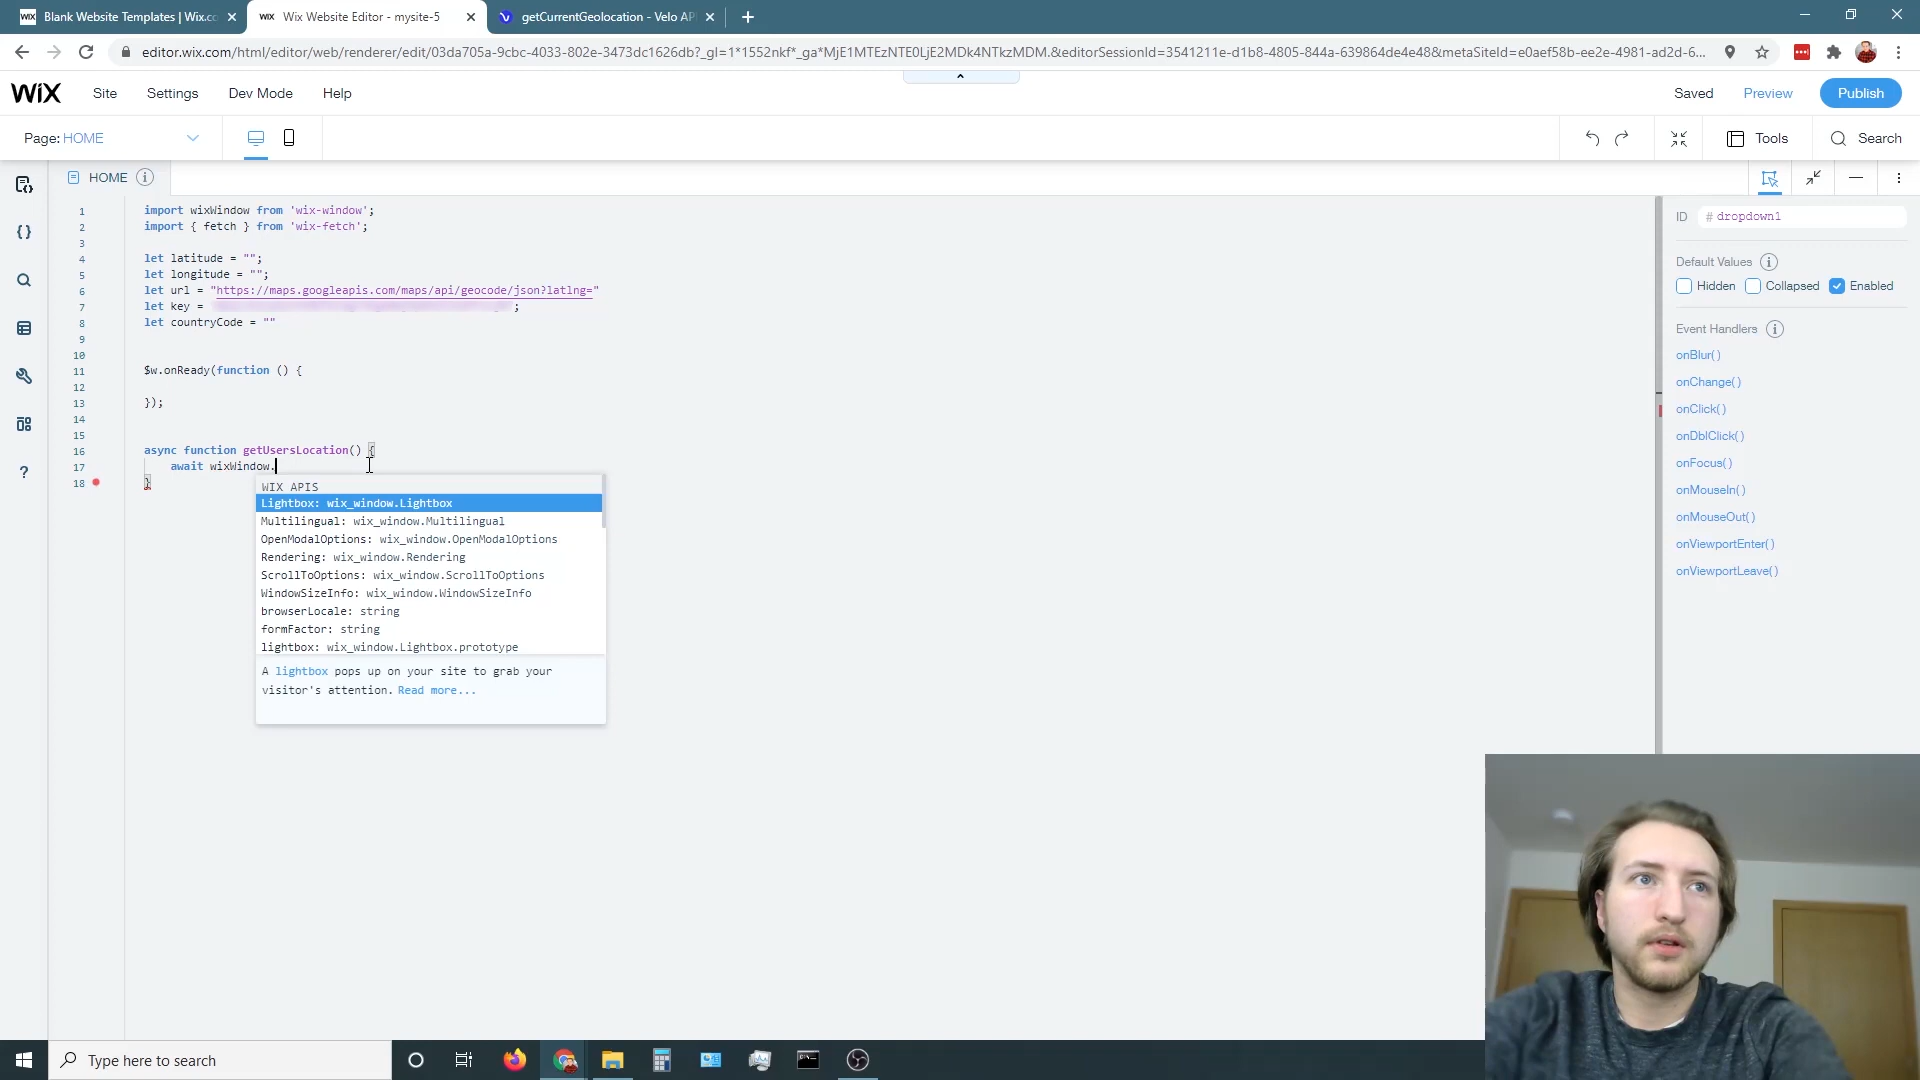 Blank Website Templates | Wix.co
Wix Website Editor - mysite-5
getCurrentGeolocation - Velo AP
editor.wix.com/html/editor/web/renderer/edit/03da705a-9cbc-4033-802e-3473dc1626db?_gl=1*1552nkf*_ga*MjE1MTEzNTE0LjE2MDk4NTkzMDM.&editorSessionId=3541211e-d1b8-4805-844a-639864de4e48&metaSiteId=e0aef58b-ee2e-4981-ad2d-6...
WiX Site Settings Dev Mode Help Saved Preview Publish
Page: HOME Tools Search
HOME
1 import wixWindow from 'wix-window';
2 import { fetch } from 'wix-fetch';
3
4 let latitude = "";
5 let longitude = "";
6 let url = "https://maps.googleapis.com/maps/api/geocode/json?latlng="
7 let key = ;
8 let countryCode = ""
9
10
11 $w.onReady(function () {
12
13 });
14
15
16 async function getUsersLocation() {
17 await wixWindow.
18 }
WIX APIS
Lightbox: wix_window.Lightbox
Multilingual: wix_window.Multilingual
OpenModalOptions: wix_window.OpenModalOptions
Rendering: wix_window.Rendering
ScrollToOptions: wix_window.ScrollToOptions
WindowSizeInfo: wix_window.WindowSizeInfo
browserLocale: string
formFactor: string
lightbox: wix_window.Lightbox.prototype
A lightbox pops up on your site to grab your
visitor's attention. Read more...
ID # dropdown1
Default Values
Hidden Collapsed Enabled
Event Handlers
onBlur()
onChange()
onClick()
onDblClick()
onFocus()
onMouseIn()
onMouseOut()
onViewportEnter()
onViewportLeave()
Type here to search